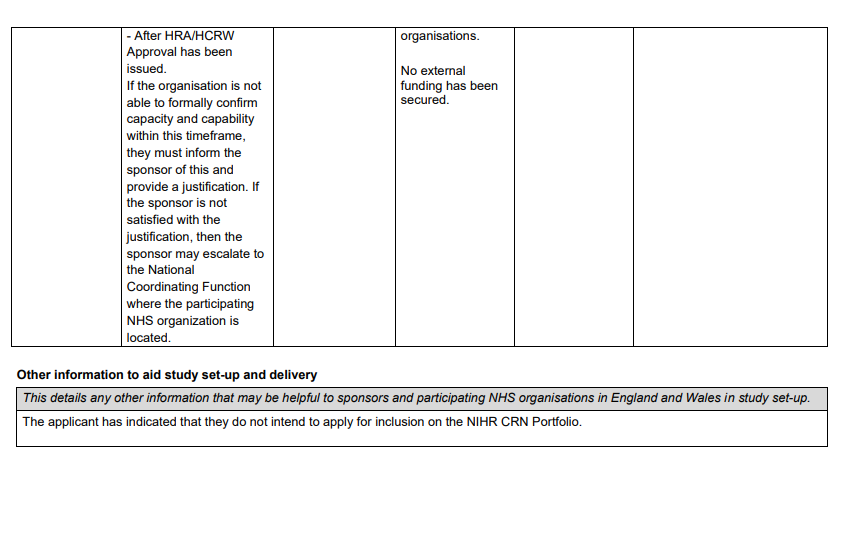 - After HRA/HCRW
Approval has been
issued.
If the organisation is not
able to formally confirm
capacity and capability
within this timeframe,
they must inform the
sponsor of this and
provide a justification. If
the sponsor is not
satisfied with the
justification, then the
sponsor may escalate to
the National
Coordinating Function
where the participating
NHS organization is
located.
organisations.
No external
funding has been
secured.
Other information to aid study set-up and delivery
This details any other information that may be helpful to sponsors and participating NHS organisations in England and Wales in study set-up.
The applicant has indicated that they do not intend to apply for inclusion on the NIHR CRN Portfolio.